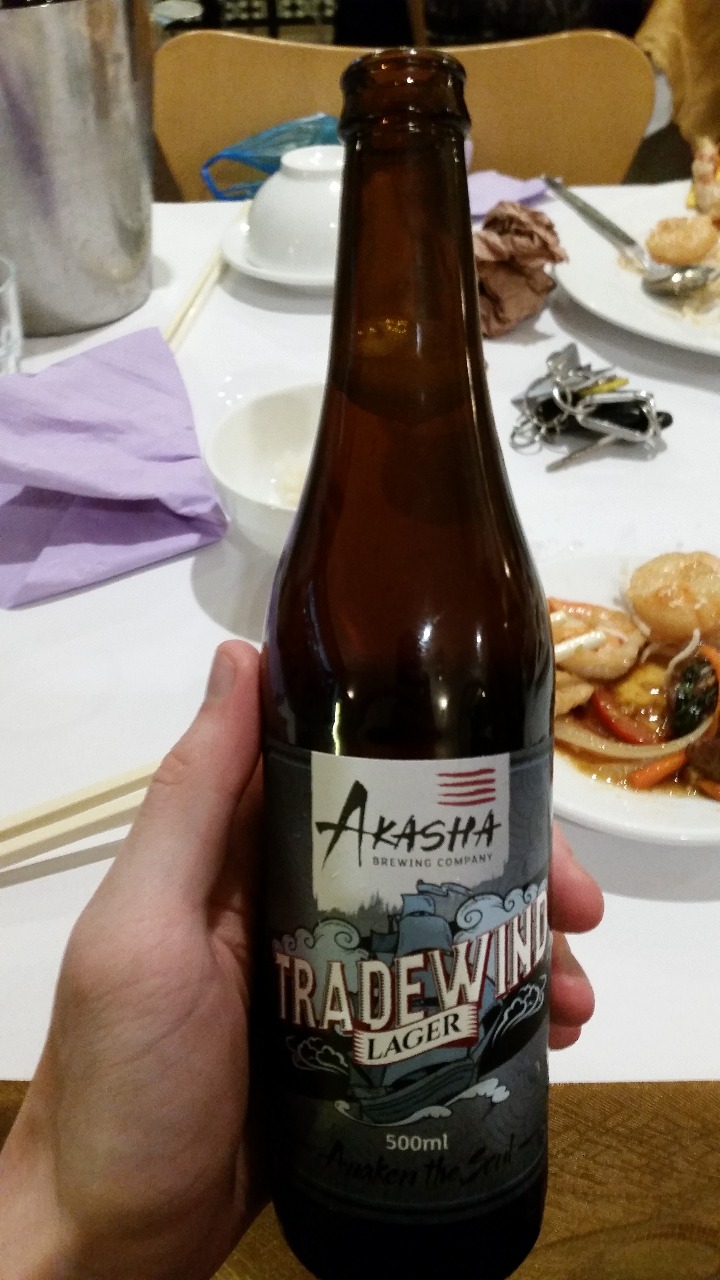 AKASHA
BREWING COMPANY
TRADEWIND
LAGER
500ml
Awaken the Soul